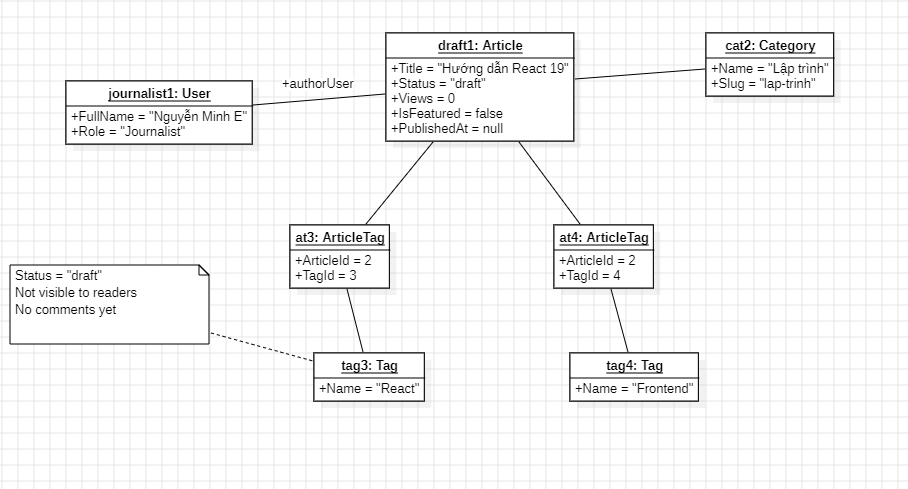 draft1: Article
+Title = "Hướng dẫn React 19"
+Status = "draft"
+Views = 0
+IsFeatured = false
+PublishedAt = null
cat2: Category
+Name = "Lập trình"
+Slug = "lap-trinh"
+authorUser
journalist1: User
+FullName = "Nguyễn Minh E"
+Role = "Journalist"
at3: ArticleTag
+ArticleId = 2
+TagId = 3
at4: ArticleTag
+ArticleId = 2
+TagId = 4
Status = "draft"
Not visible to readers
No comments yet
tag3: Tag
+Name = "React"
tag4: Tag
+Name = "Frontend"